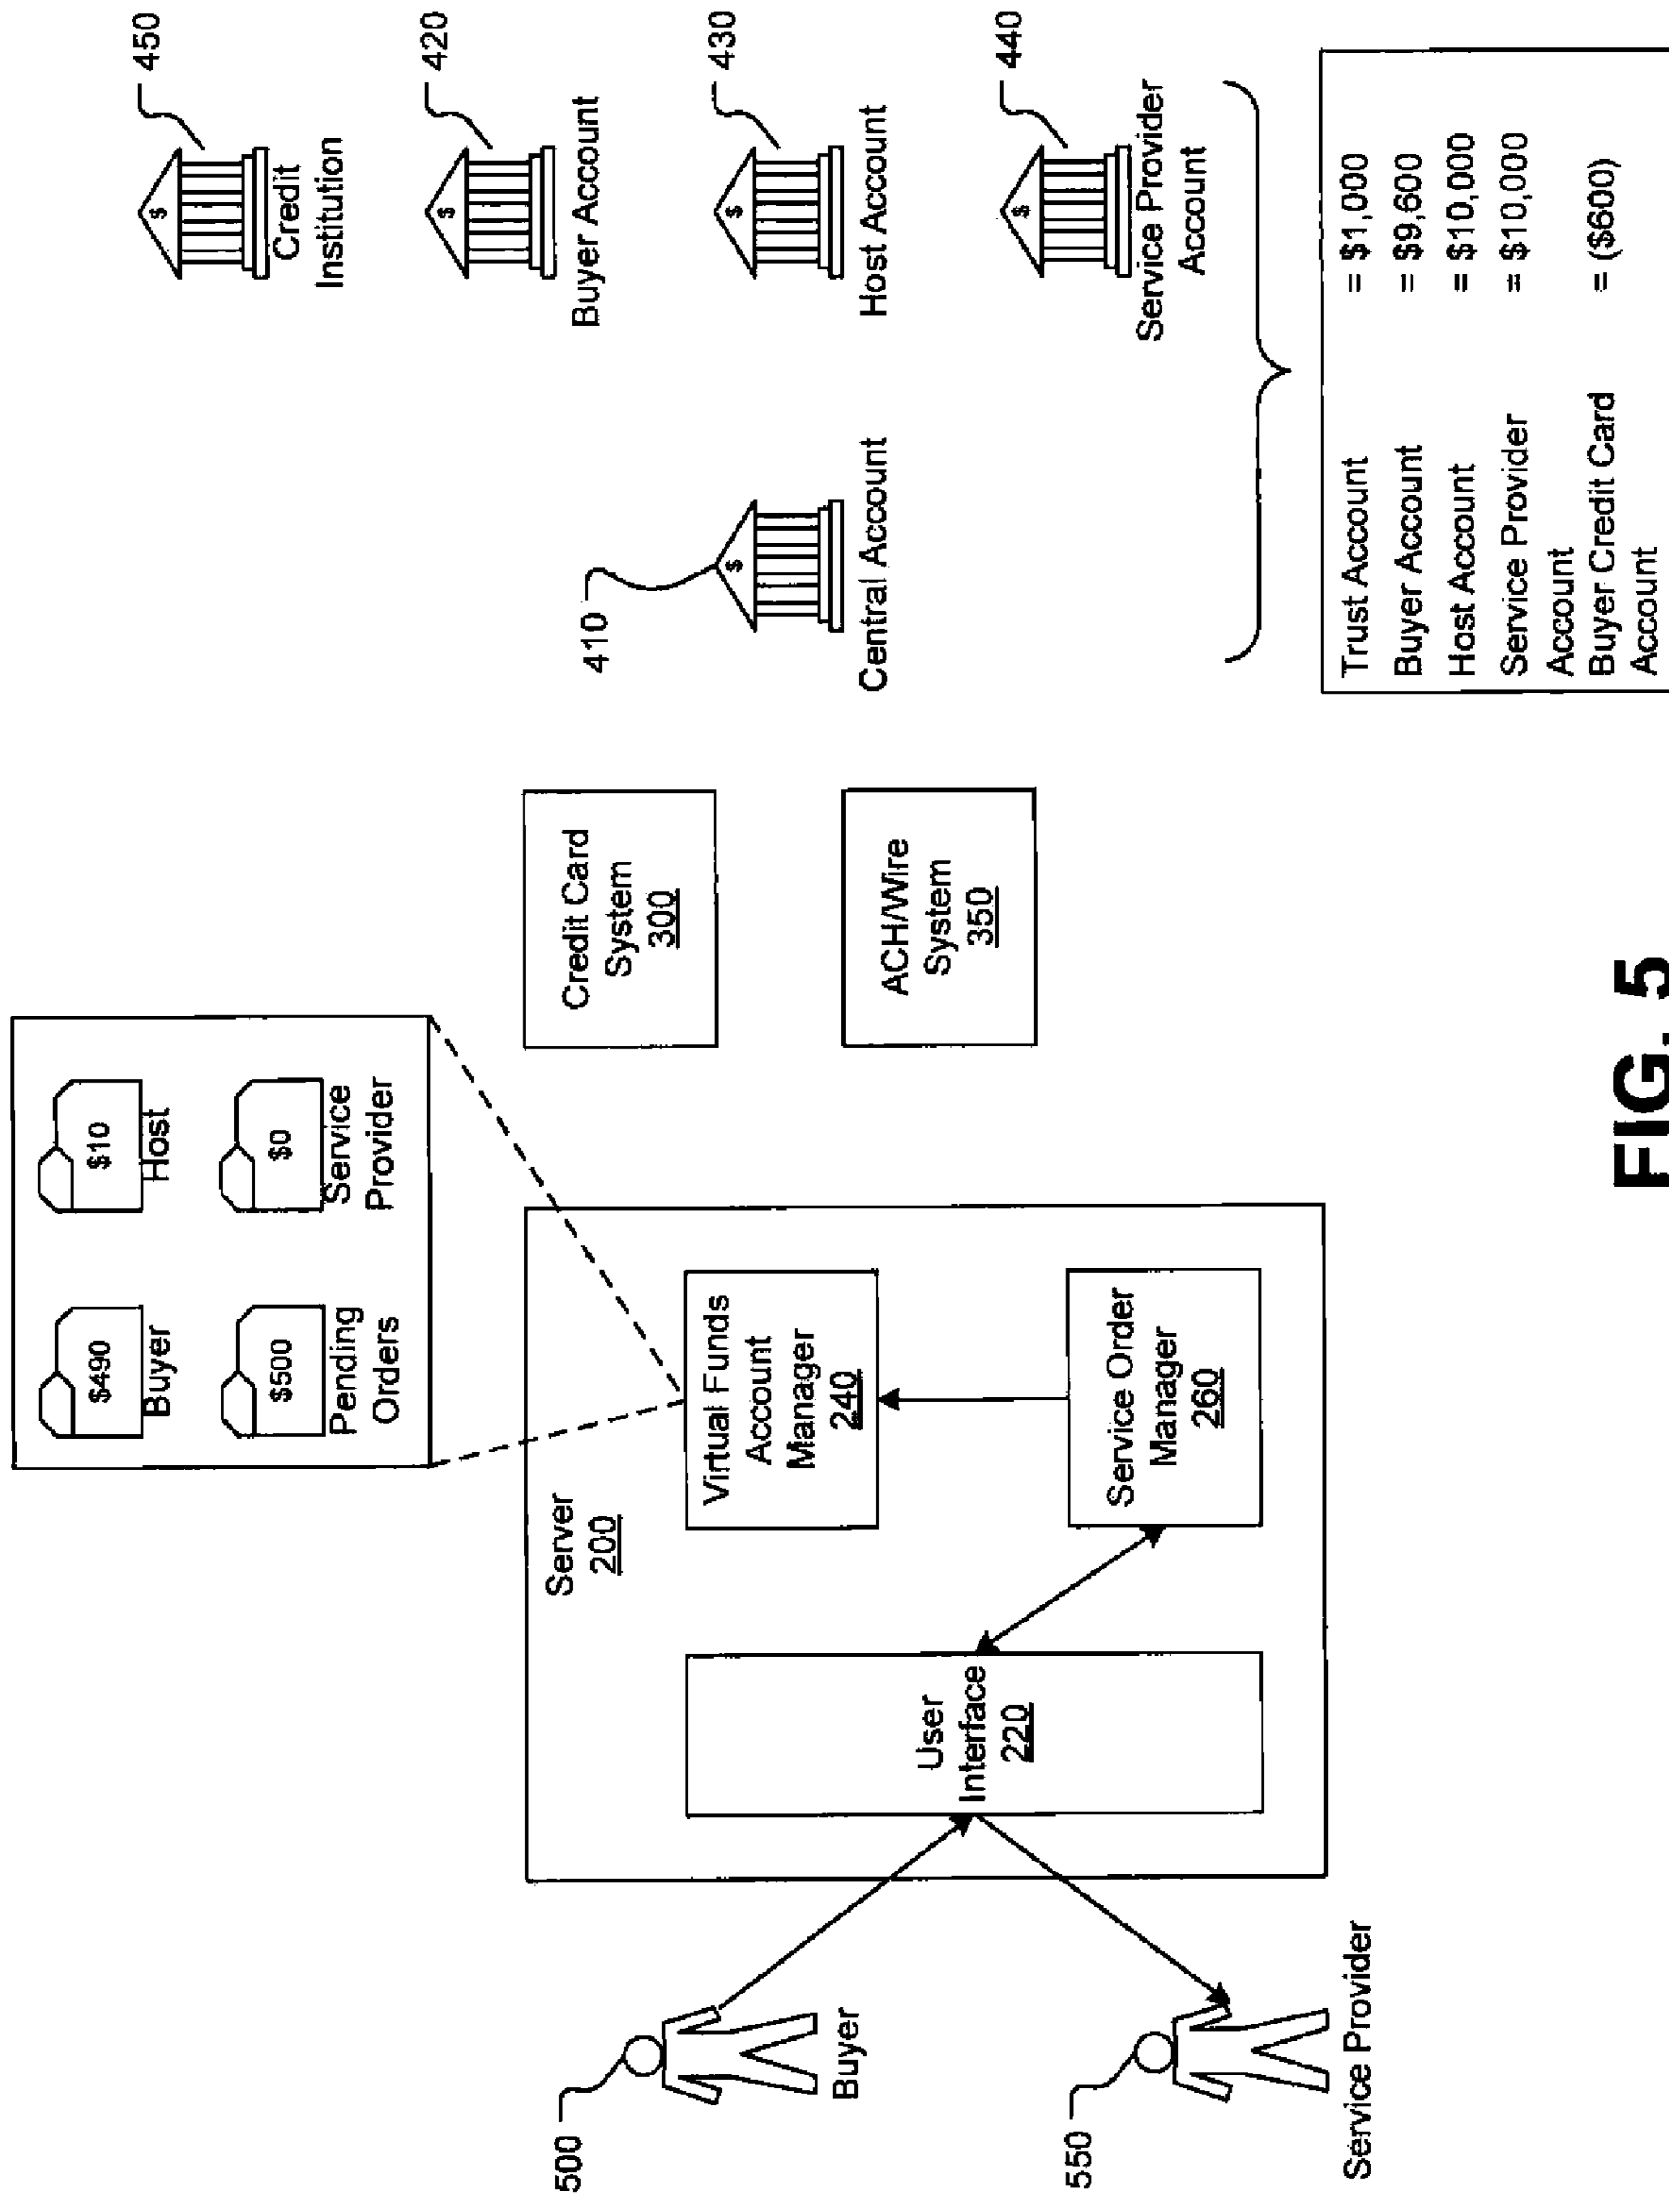 $490
Buyer
$10
Host
$500
Pending
Orders
$0
Service
Provider
450
Credit
Institution
420
Buyer Account
430
Host Account
440
Service Provider
Account
410
Central Account
Credit Card
System
300
ACH/Wire
System
350
Server
200
Virtual Funds
Account
Manager
240
Service Order
Manager
260
User
Interface
220
500
Buyer
550
Service Provider
Trust Account = $1,000
Buyer Account = $9,600
Host Account = $10,000
Service Provider = $10,000
Account
Buyer Credit Card = ($600)
Account
FIG. 5